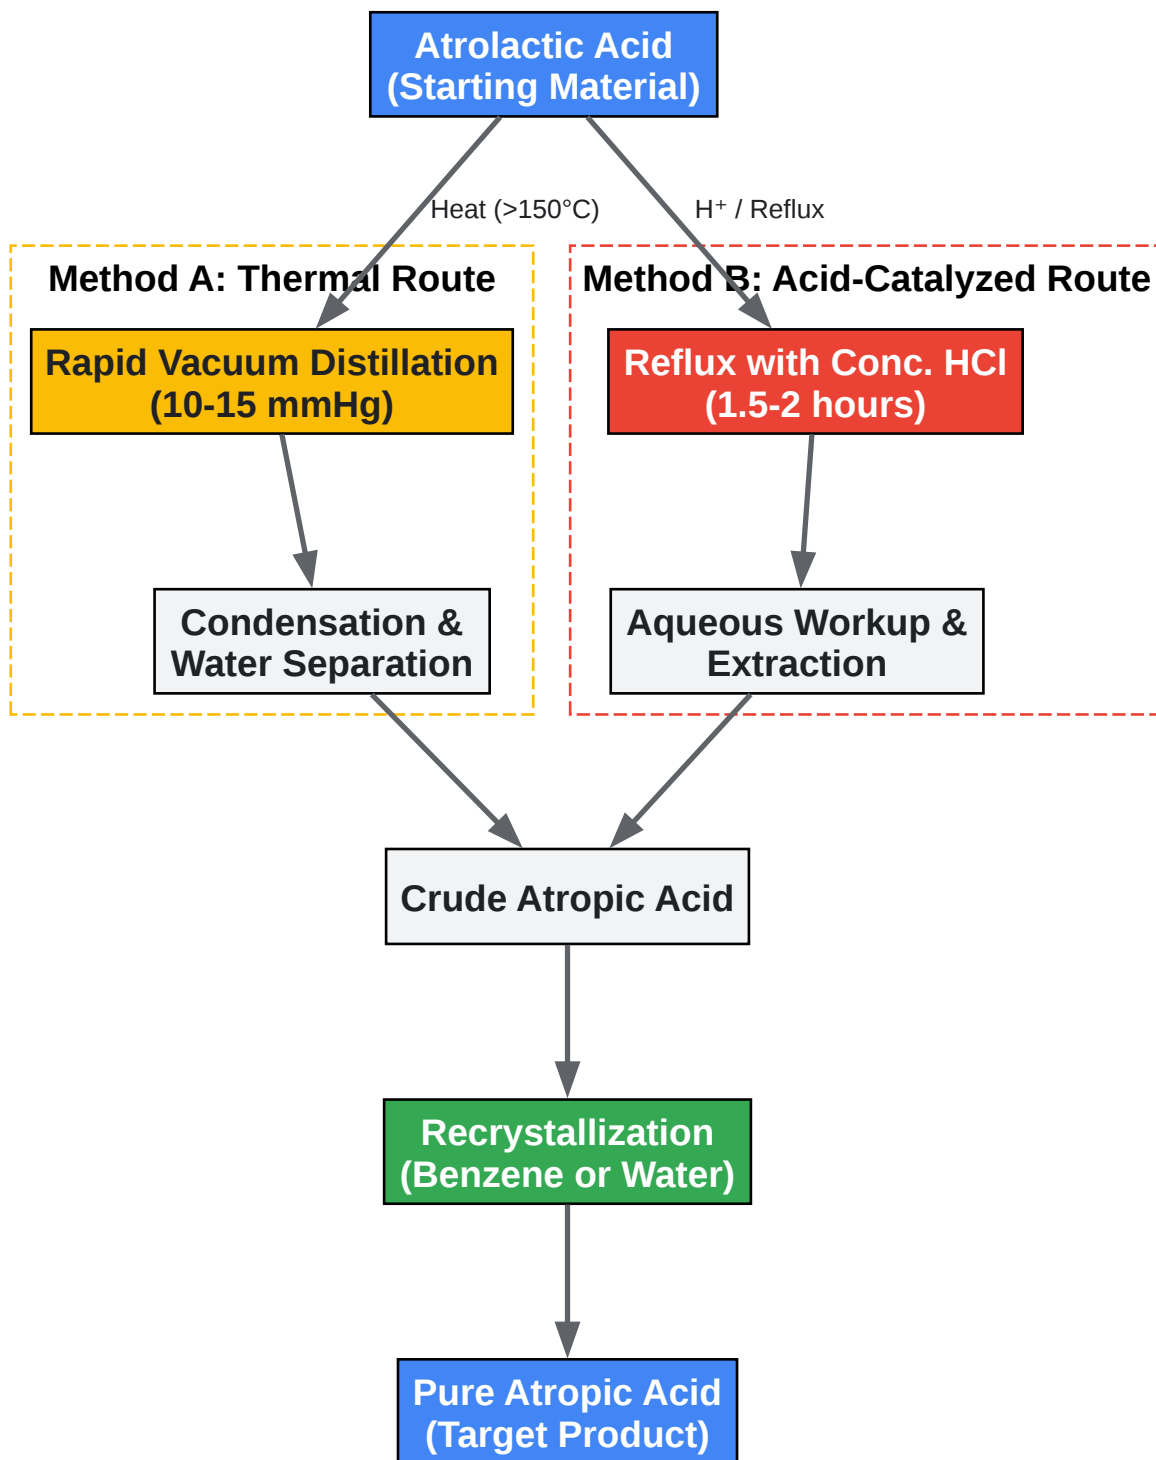 Atrolactic Acid
(Starting Material)
Heat (>150°C)
H⁺ / Reflux
Method A: Thermal Route
Method B: Acid-Catalyzed Route
Rapid Vacuum Distillation
(10-15 mmHg)
Reflux with Conc. HCl
(1.5-2 hours)
Condensation &
Water Separation
Aqueous Workup &
Extraction
Crude Atropic Acid
Recrystallization
(Benzene or Water)
Pure Atropic Acid
(Target Product)